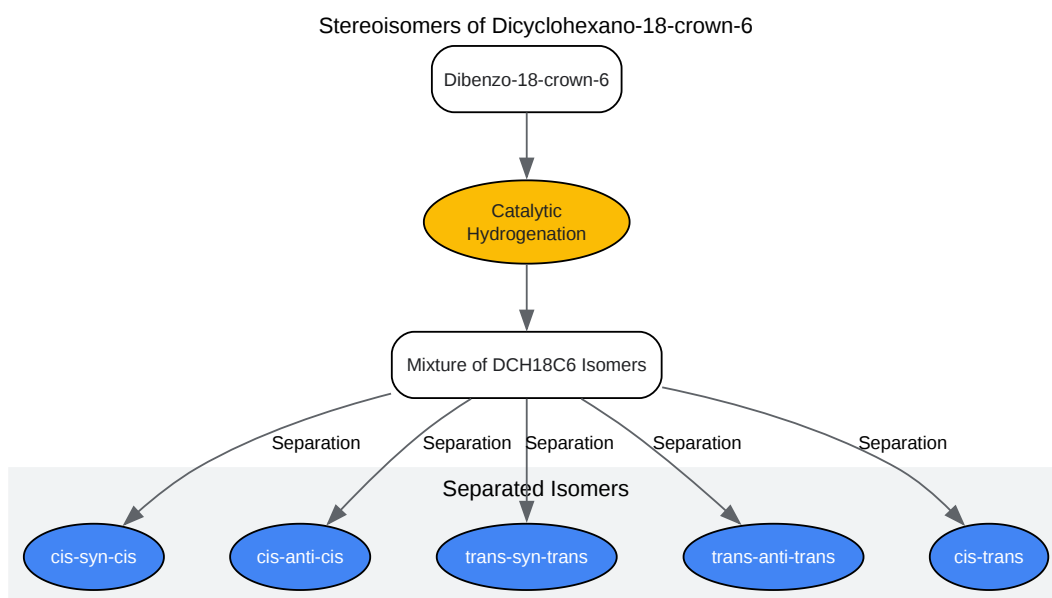 Stereoisomers of Dicyclohexano-18-crown-6
Dibenzo-18-crown-6
Catalytic
Hydrogenation
Mixture of DCH18C6 Isomers
Separation
Separation
Separation
Separation
Separation
Separated Isomers
cis-syn-cis
cis-anti-cis
trans-syn-trans
trans-anti-trans
cis-trans